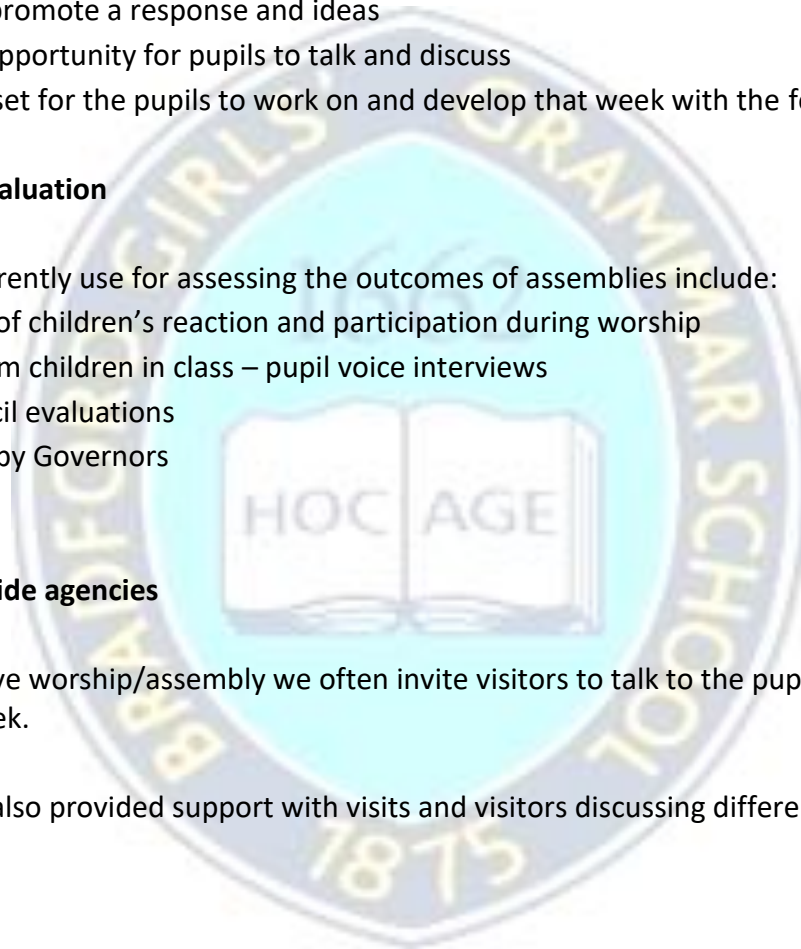 promote a response and ideas
pportunity for pupils to talk and discuss
set for the pupils to work on and develop that week with the f
aluation
rently use for assessing the outcomes of assemblies include:
of children's reaction and participation during worship
m children in class – pupil voice interviews
cil evaluations
by Governors
ide agencies
ve worship/assembly we often invite visitors to talk to the pup
ek.
also provided support with visits and visitors discussing differe
BRADFORD GIRLS' GRAMMAR SCHOOL
1662
HOC AGE
1875